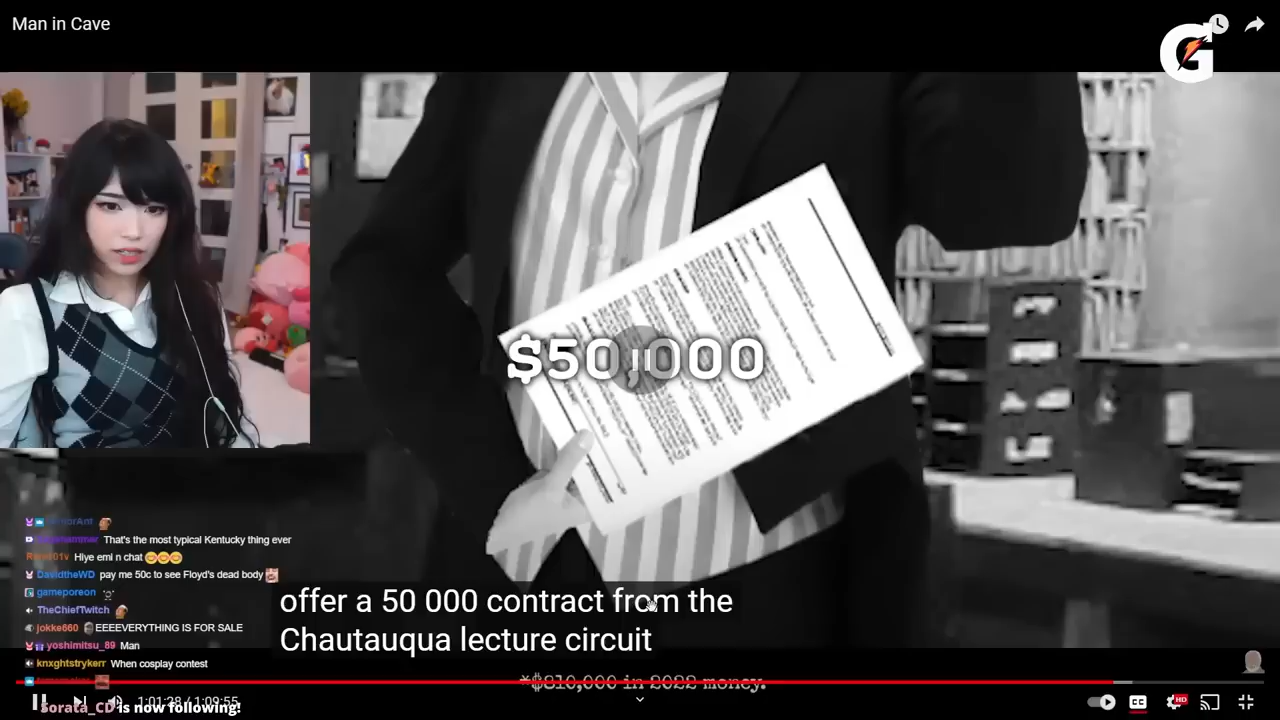 Man in Cave
G
$50,000
That's the most typical Kentucky thing ever
Hiye emi n chat
DavidtheWD pay me 50c to see Floyd's dead body
gameporeon
TheChiefTwitch
jokke660 EEEEVERYTHING IS FOR SALE
yoshimitsu_89 Man
knxghtstrykerr When cosplay contest
offer a 50 000 contract from the
Chautauqua lecture circuit
*$810,000 in 2022 money.
1:01:28 / 1:09:55
CC
HD
Sorata_CD is now following!